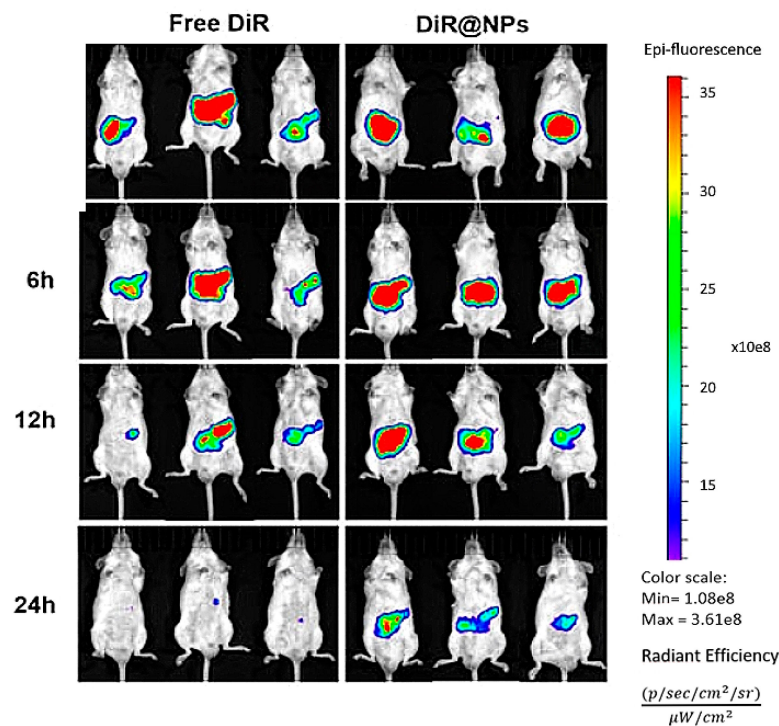 Free DiR
DiR@NPs
6h
12h
24h
Epi-fluorescence
35
30
25
x10e8
20
15
Color scale:
Min= 1.08e8
Max = 3.61e8
Radiant Efficiency
(p/sec/cm²/sr)
μW/cm²